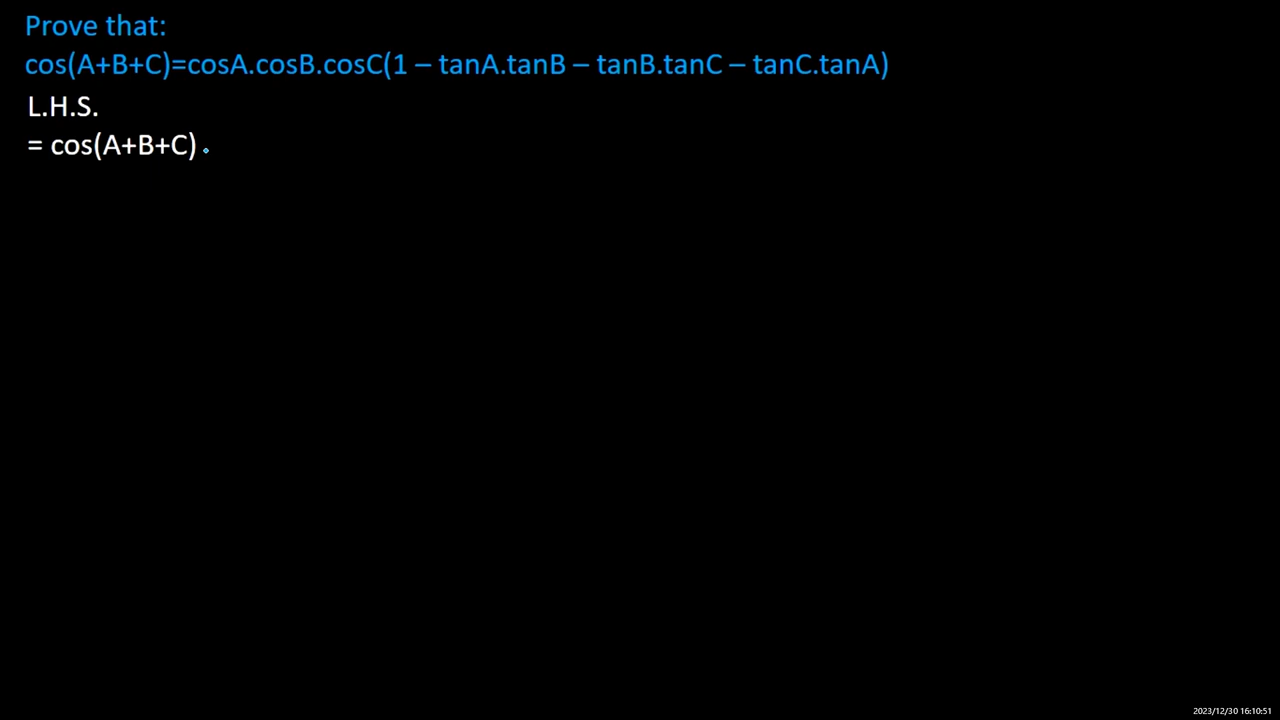 Prove that:
cos(A+B+C)=cosA.cosB.cosC(1 – tanA.tanB – tanB.tanC – tanC.tanA)
L.H.S.
= cos(A+B+C)
2023/12/30 16:10:51